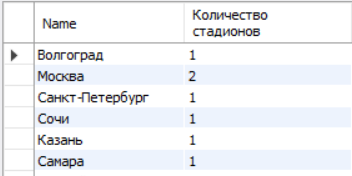 Name Количество
стадионов
Волгоград 1
Москва 2
Санкт-Петербург 1
Сочи 1
Казань 1
Самара 1